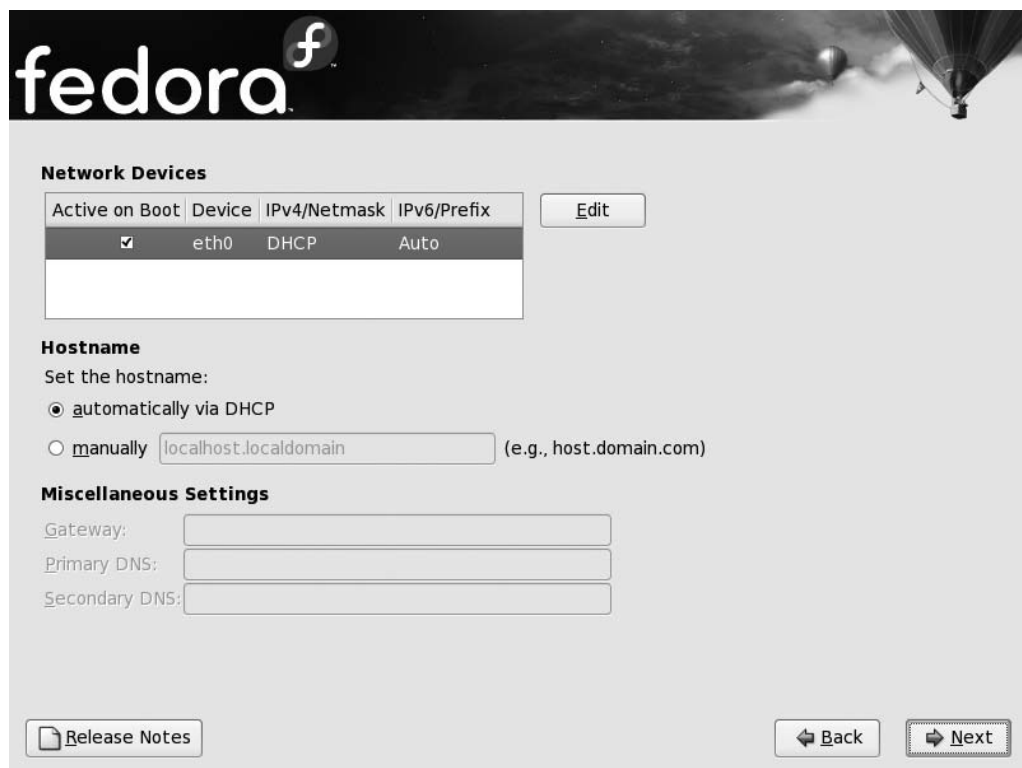 fedora
Network Devices
Active on Boot Device IPv4/Netmask IPv6/Prefix
Edit
eth0 DHCP Auto
Hostname
Set the hostname:
automatically via DHCP
manually localhost.localdomain (e.g., host.domain.com)
Miscellaneous Settings
Gateway:
Primary DNS:
Secondary DNS:
Release Notes
Back
Next